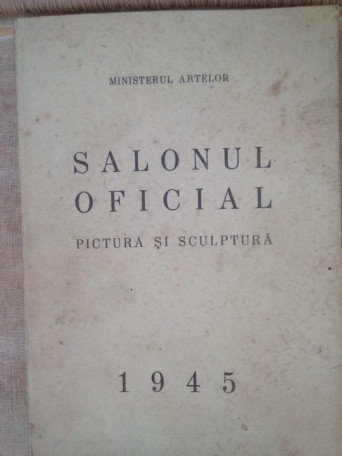 MINISTERUL ARTELOR
SALONUL
OFICIAL
PICTURĂ ȘI SCULPTURĂ
1945